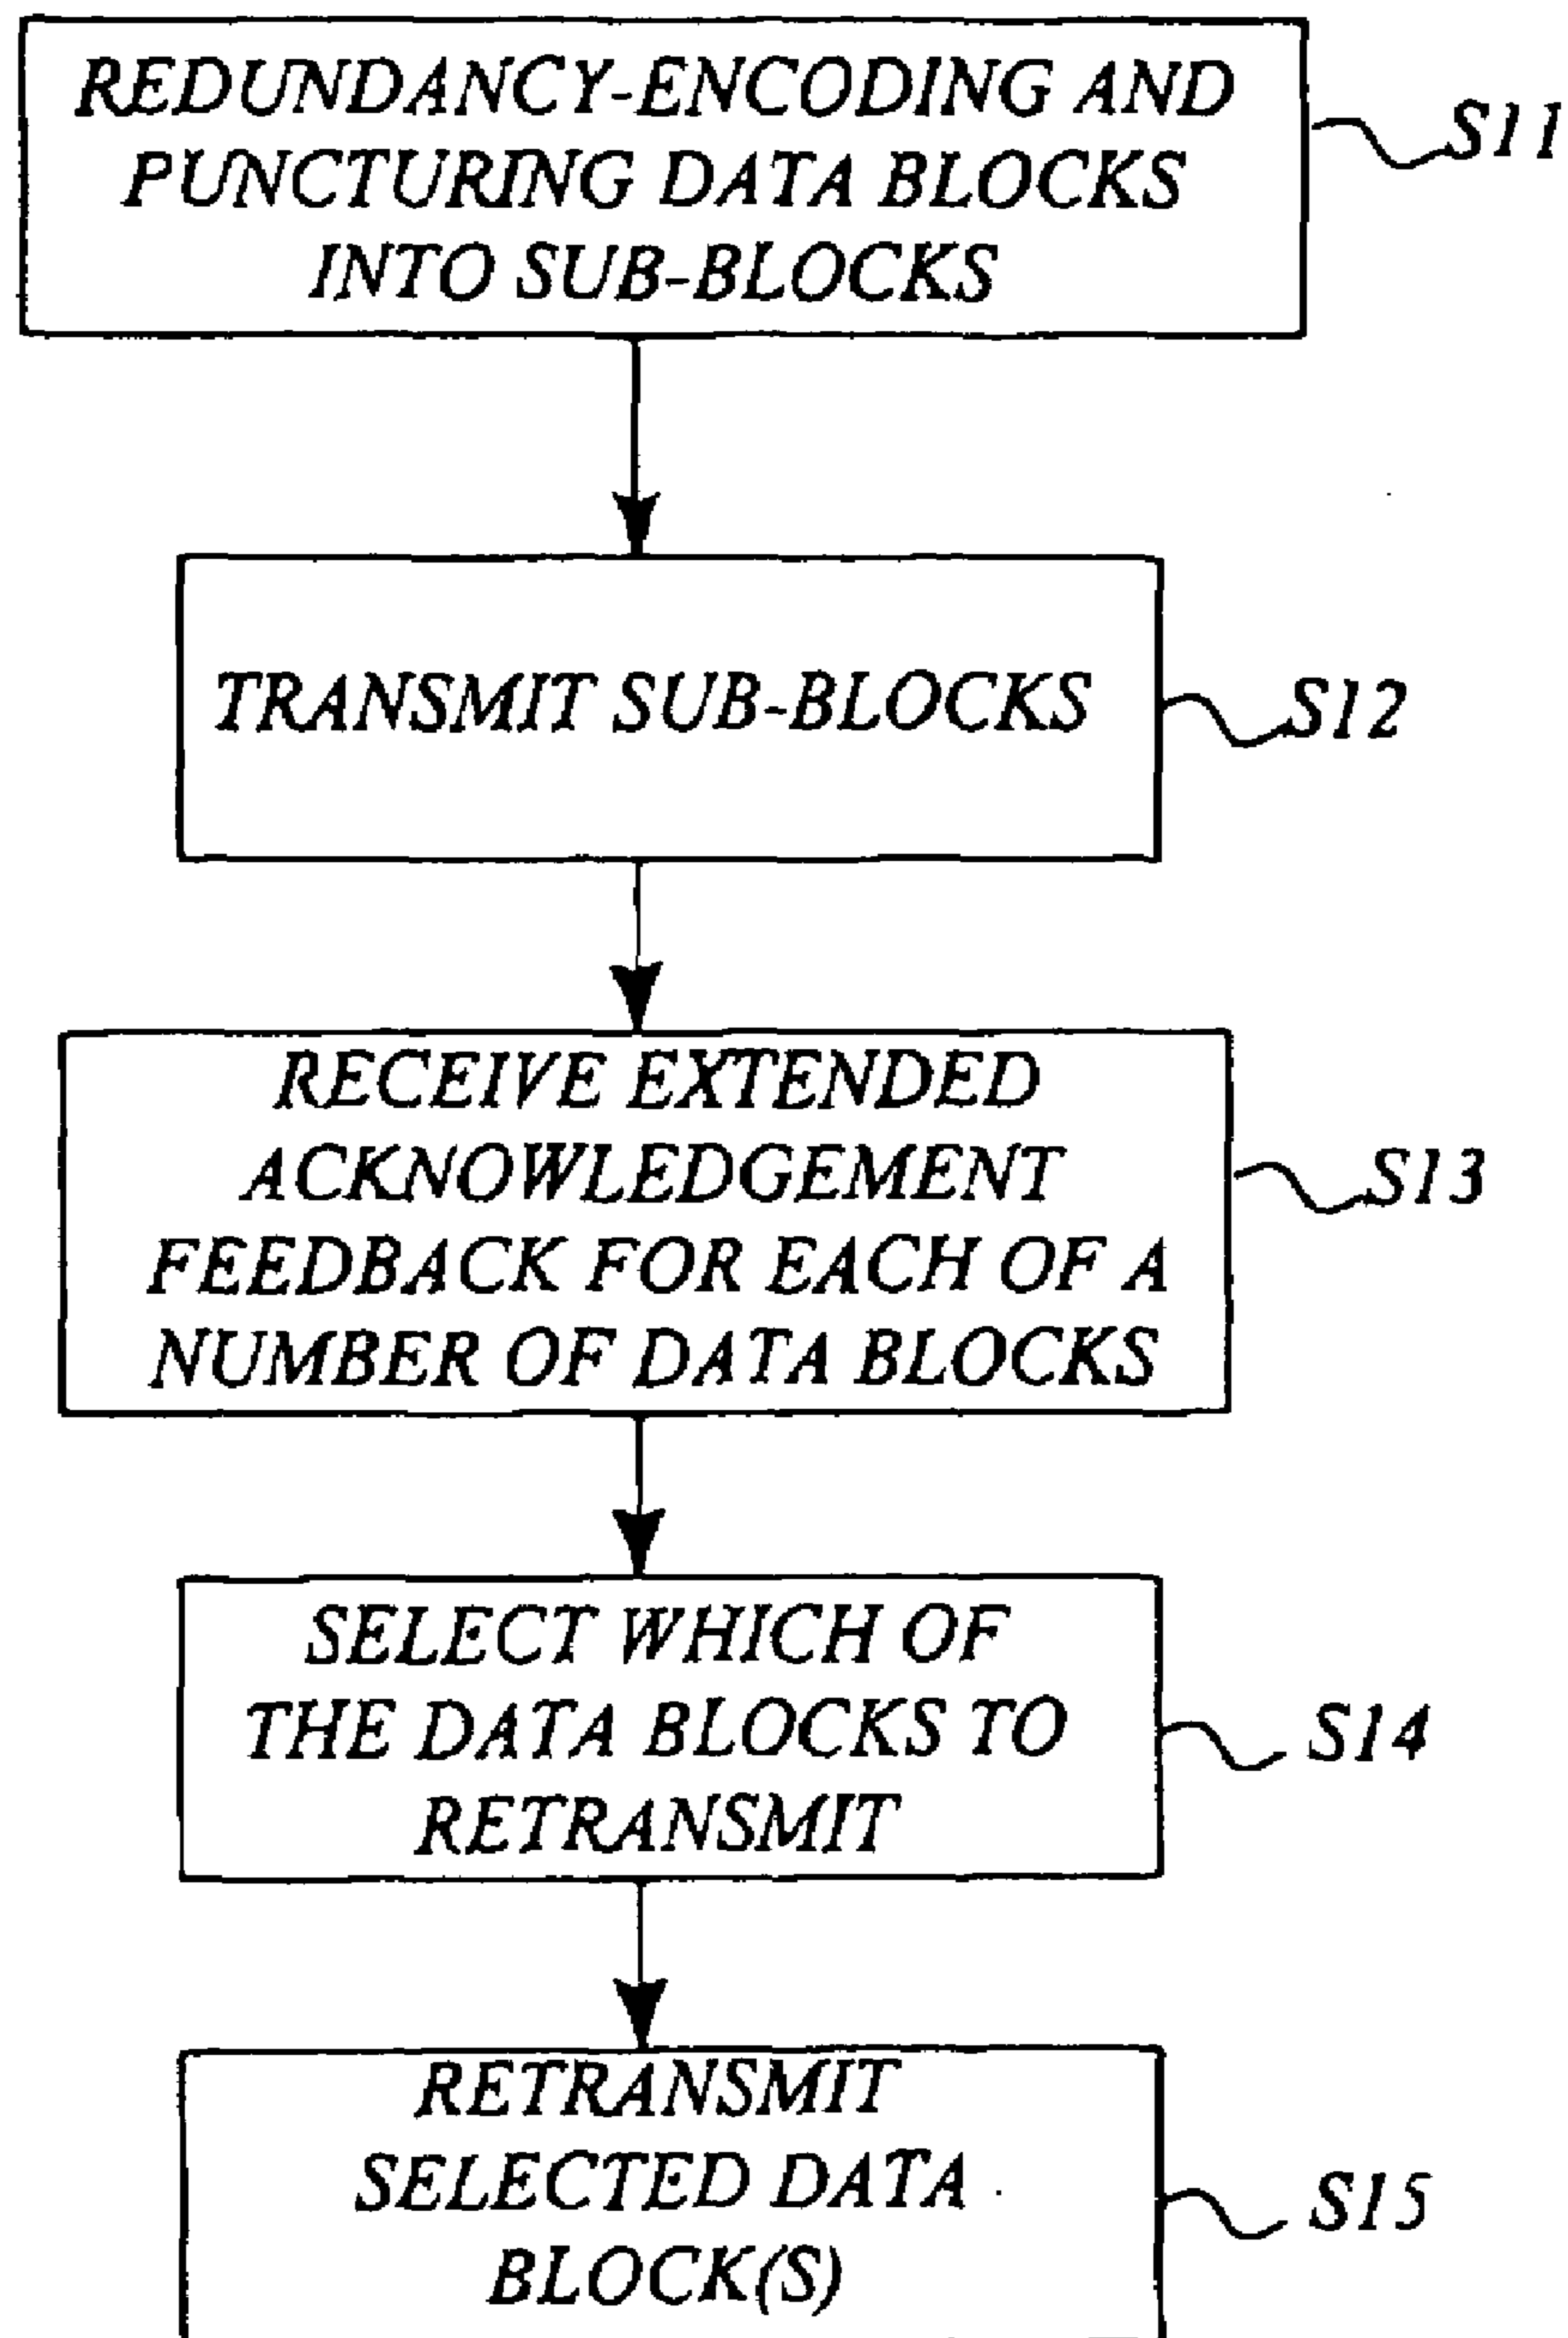 REDUNDANCY-ENCODING AND
PUNCTURING DATA BLOCKS
INTO SUB-BLOCKS
S11
TRANSMIT SUB-BLOCKS
S12
RECEIVE EXTENDED
ACKNOWLEDGEMENT
FEEDBACK FOR EACH OF A
NUMBER OF DATA BLOCKS
S13
SELECT WHICH OF
THE DATA BLOCKS TO
RETRANSMIT
S14
RETRANSMIT
SELECTED DATA
BLOCK(S)
S15